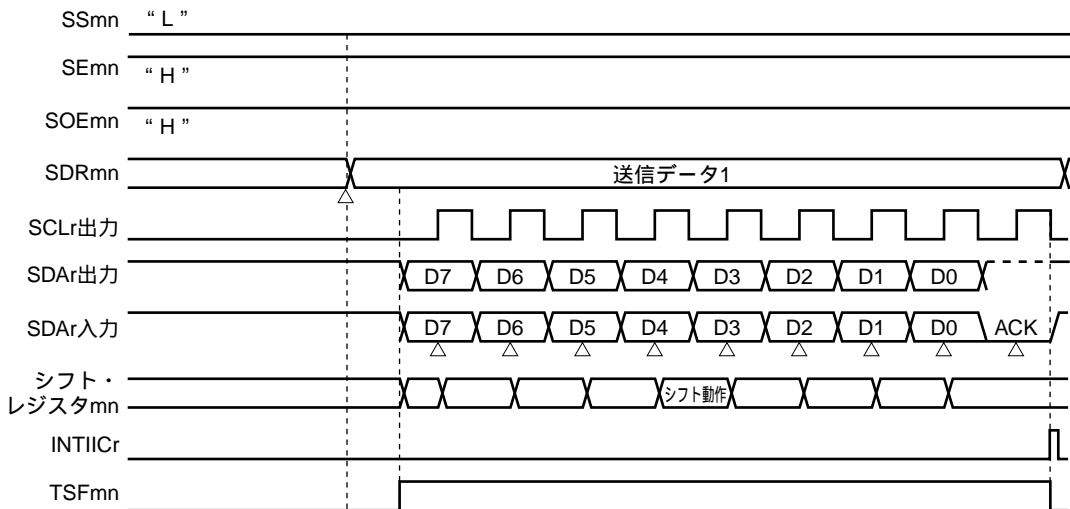 SSmn “ L ”
SEmn “ H ”
SOEmn “ H ”
SDRmn 送信データ1
SCLr出力
SDAr出力 D7 D6 D5 D4 D3 D2 D1 D0
SDAr入力 D7 D6 D5 D4 D3 D2 D1 D0 ACK
シフト・
レジスタmn シフト動作
INTIICr
TSFmn